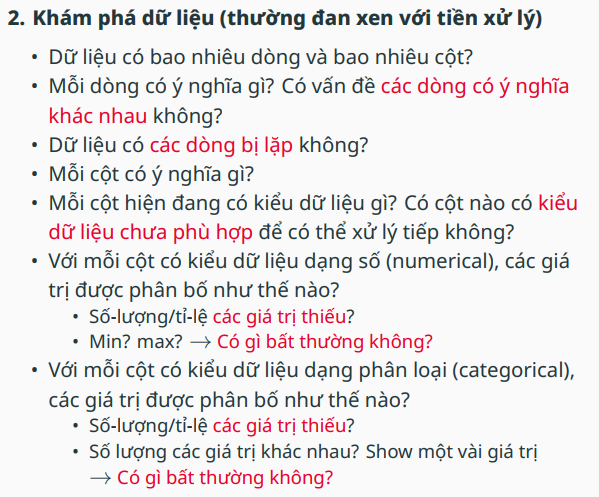 2. Khám phá dữ liệu (thường đan xen với tiền xử lý)
• Dữ liệu có bao nhiêu dòng và bao nhiêu cột?
• Mỗi dòng có ý nghĩa gì? Có vấn đề các dòng có ý nghĩa
khác nhau không?
• Dữ liệu có các dòng bị lặp không?
• Mỗi cột có ý nghĩa gì?
• Mỗi cột hiện đang có kiểu dữ liệu gì? Có cột nào có kiểu
dữ liệu chưa phù hợp để có thể xử lý tiếp không?
• Với mỗi cột có kiểu dữ liệu dạng số (numerical), các giá
trị được phân bố như thế nào?
• Số-lượng/tỉ-lệ các giá trị thiếu?
• Min? max? → Có gì bất thường không?
• Với mỗi cột có kiểu dữ liệu dạng phân loại (categorical),
các giá trị được phân bố như thế nào?
• Số-lượng/tỉ-lệ các giá trị thiếu?
• Số lượng các giá trị khác nhau? Show một vài giá trị
→ Có gì bất thường không?